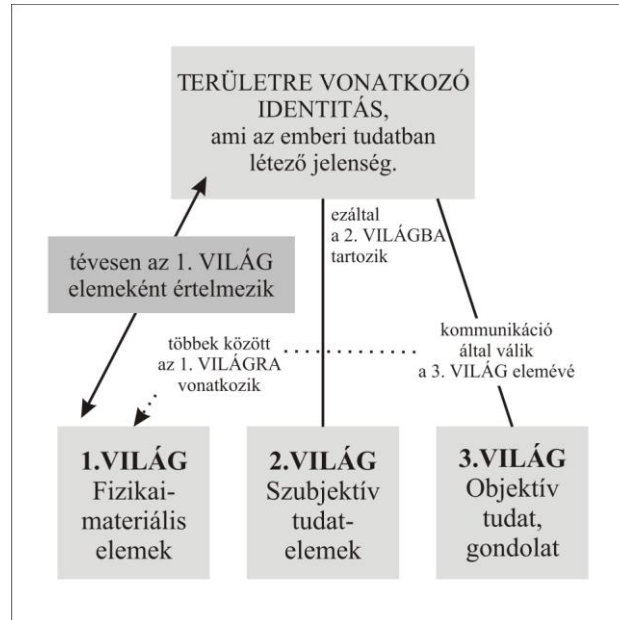 TERÜLETRE VONATKOZÓ
IDENTITÁS,
ami az emberi tudatban
létező jelenség.
ezáltal
a 2. VILÁGBA
tartozik
tévesen az 1. VILÁG
elemeként értelmezik
többek között
az 1. VILÁGRA
vonatkozik
kommunikáció
által válik
a 3. VILÁG elemévé
1.VILÁG
Fizikai-
materiális
elemek
2.VILÁG
Szubjektív
tudat-
elemek
3.VILÁG
Objektív
tudat,
gondolat